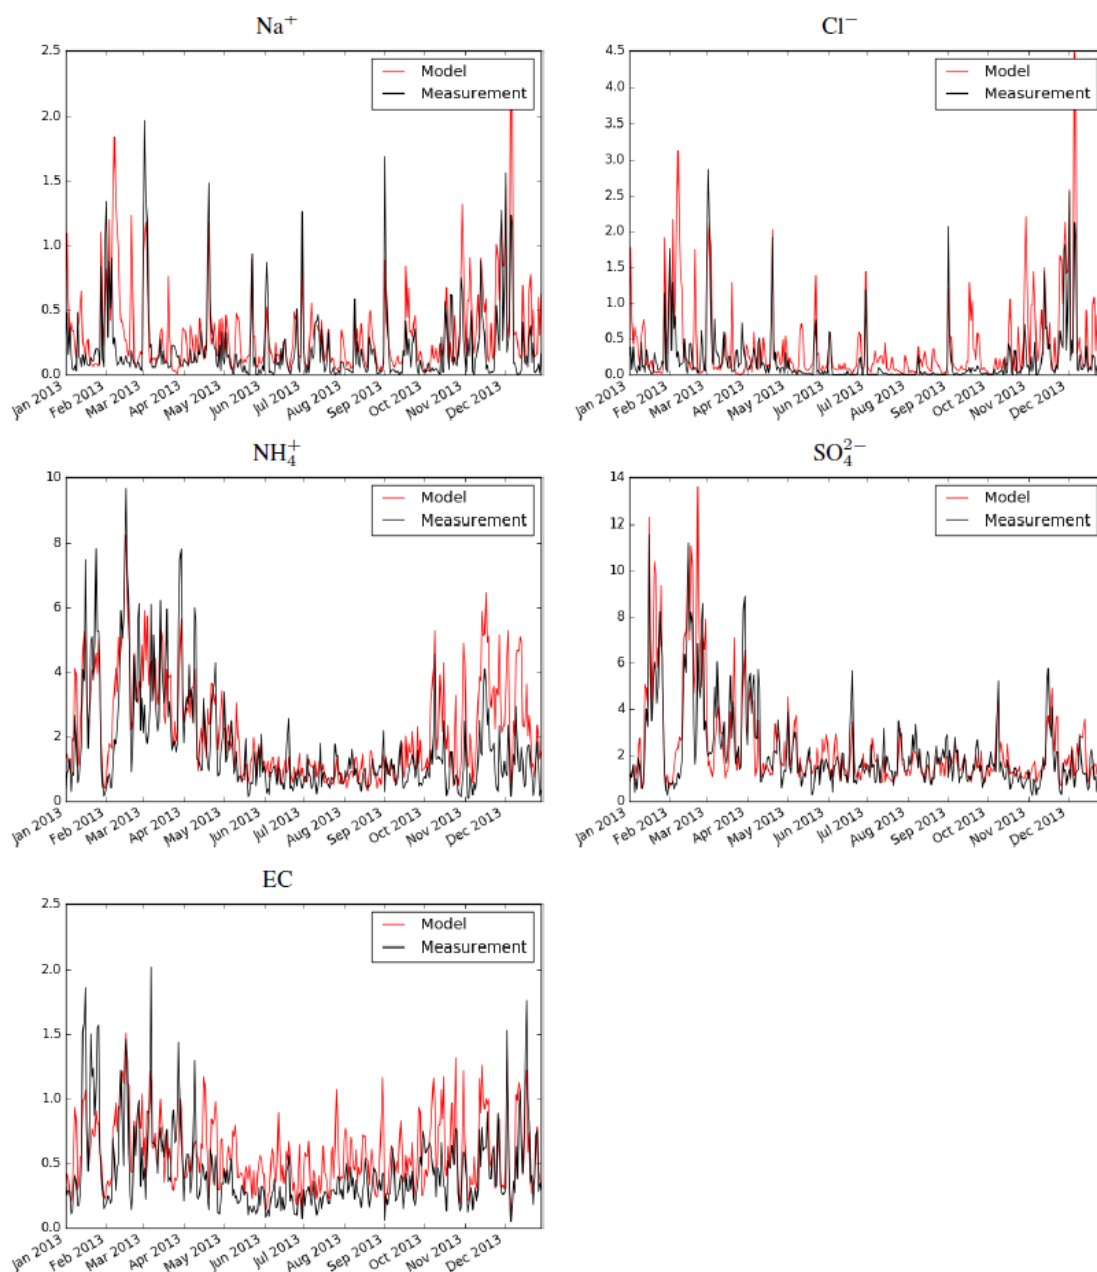 Na⁺
2.5
2.0
1.5
1.0
0.5
0.0
Model
Measurement
Jan 2013
Feb 2013
Mar 2013
Apr 2013
May 2013
Jun 2013
Jul 2013
Aug 2013
Sep 2013
Oct 2013
Nov 2013
Dec 2013
Cl⁻
4.5
4.0
3.5
3.0
2.5
2.0
1.5
1.0
0.5
0.0
Model
Measurement
Jan 2013
Feb 2013
Mar 2013
Apr 2013
May 2013
Jun 2013
Jul 2013
Aug 2013
Sep 2013
Oct 2013
Nov 2013
Dec 2013
NH₄⁺
10
8
6
4
2
0
Model
Measurement
Jan 2013
Feb 2013
Mar 2013
Apr 2013
May 2013
Jun 2013
Jul 2013
Aug 2013
Sep 2013
Oct 2013
Nov 2013
Dec 2013
SO₄²⁻
14
12
10
8
6
4
2
0
Model
Measurement
Jan 2013
Feb 2013
Mar 2013
Apr 2013
May 2013
Jun 2013
Jul 2013
Aug 2013
Sep 2013
Oct 2013
Nov 2013
Dec 2013
EC
2.5
2.0
1.5
1.0
0.5
0.0
Model
Measurement
Jan 2013
Feb 2013
Mar 2013
Apr 2013
May 2013
Jun 2013
Jul 2013
Aug 2013
Sep 2013
Oct 2013
Nov 2013
Dec 2013